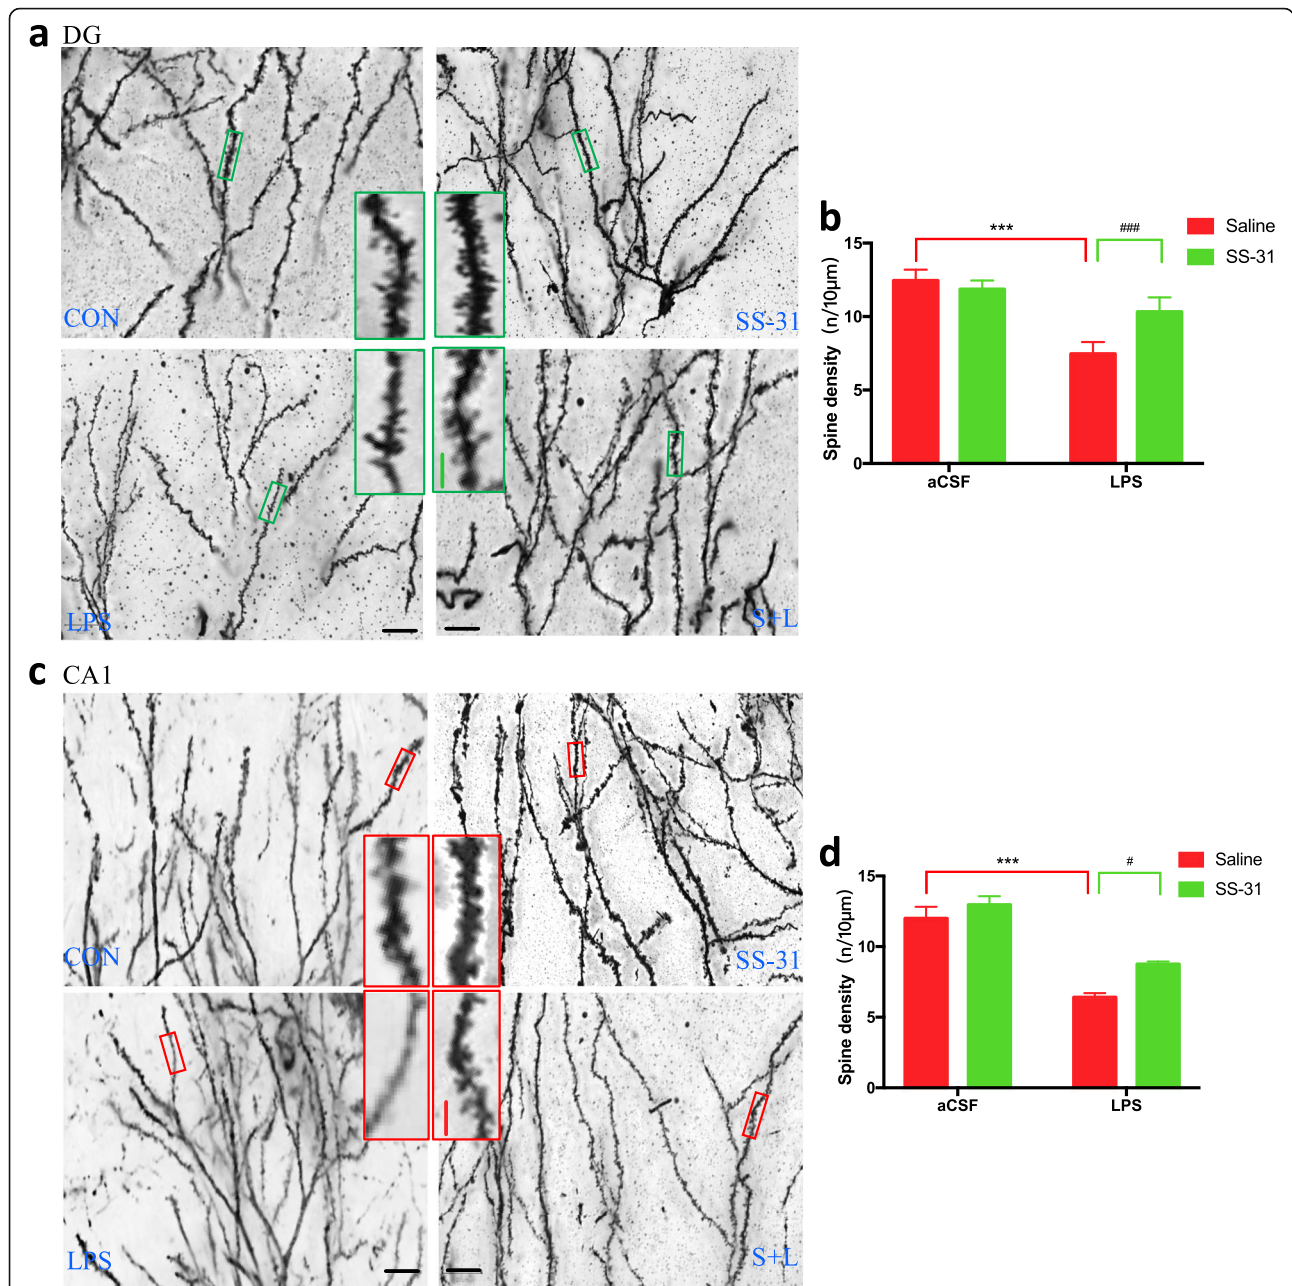 a DG
CON
SS-31
LPS
S+L
b
*** ###
Saline
SS-31
Spine density (n/10μm)
15
10
5
0
aCSF LPS
c CA1
CON
SS-31
LPS
S+L
d
*** #
Saline
SS-31
Spine density (n/10μm)
15
10
5
0
aCSF LPS